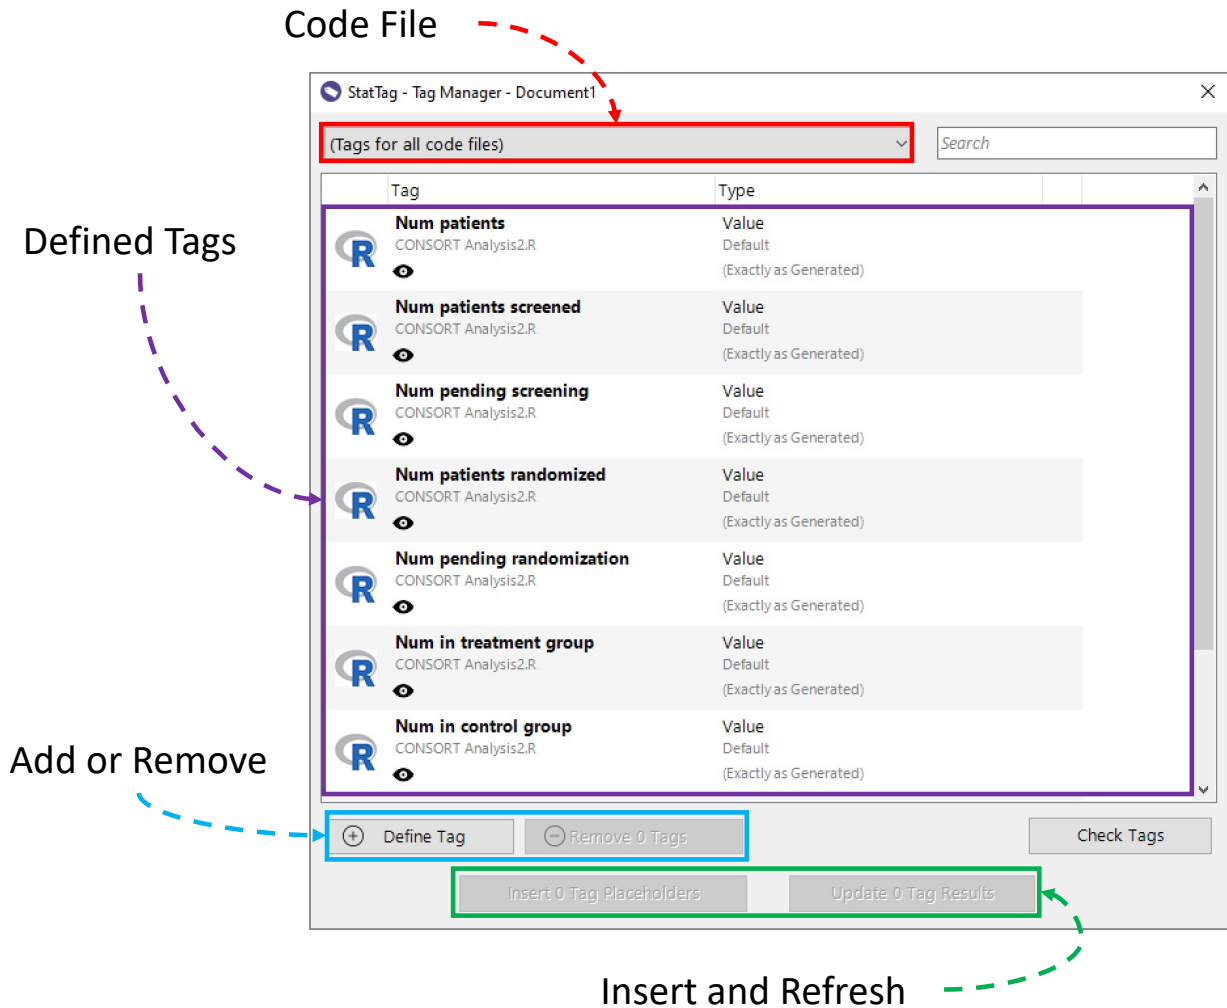 Code File
StatTag - Tag Manager - Document1
(Tags for all code files)
Search
Tag Type
Defined Tags
Num patients Value
CONSORT Analysis2.R Default
(Exactly as Generated)
Num patients screened Value
CONSORT Analysis2.R Default
(Exactly as Generated)
Num pending screening Value
CONSORT Analysis2.R Default
(Exactly as Generated)
Num patients randomized Value
CONSORT Analysis2.R Default
(Exactly as Generated)
Num pending randomization Value
CONSORT Analysis2.R Default
(Exactly as Generated)
Num in treatment group Value
CONSORT Analysis2.R Default
(Exactly as Generated)
Num in control group Value
CONSORT Analysis2.R Default
(Exactly as Generated)
Add or Remove
Define Tag Remove 0 Tags Check Tags
Insert 0 Tag Placeholders Update 0 Tag Results
Insert and Refresh